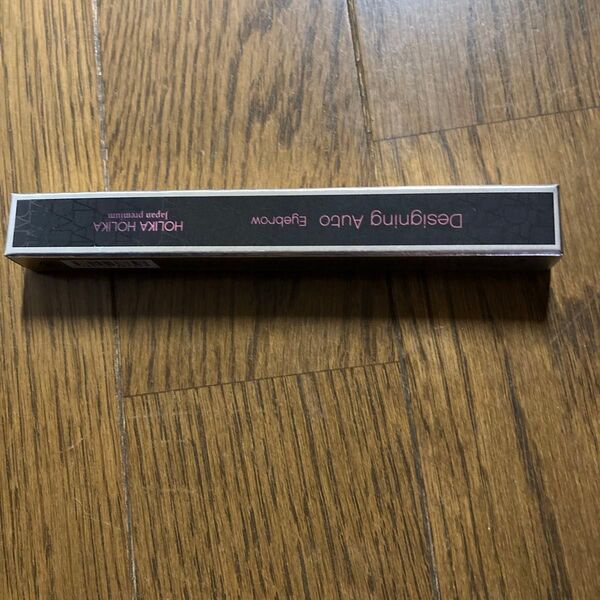 Designing Auto Eyebrow
HOLIKA HOLIKA
Japan premium